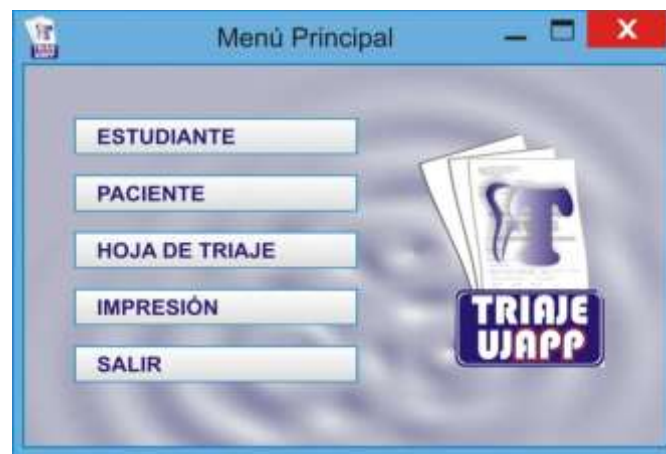 Menú Principal
ESTUDIANTE
PACIENTE
HOJA DE TRIAJE
IMPRESIÓN
SALIR
T
TRIAJE
UJAPP